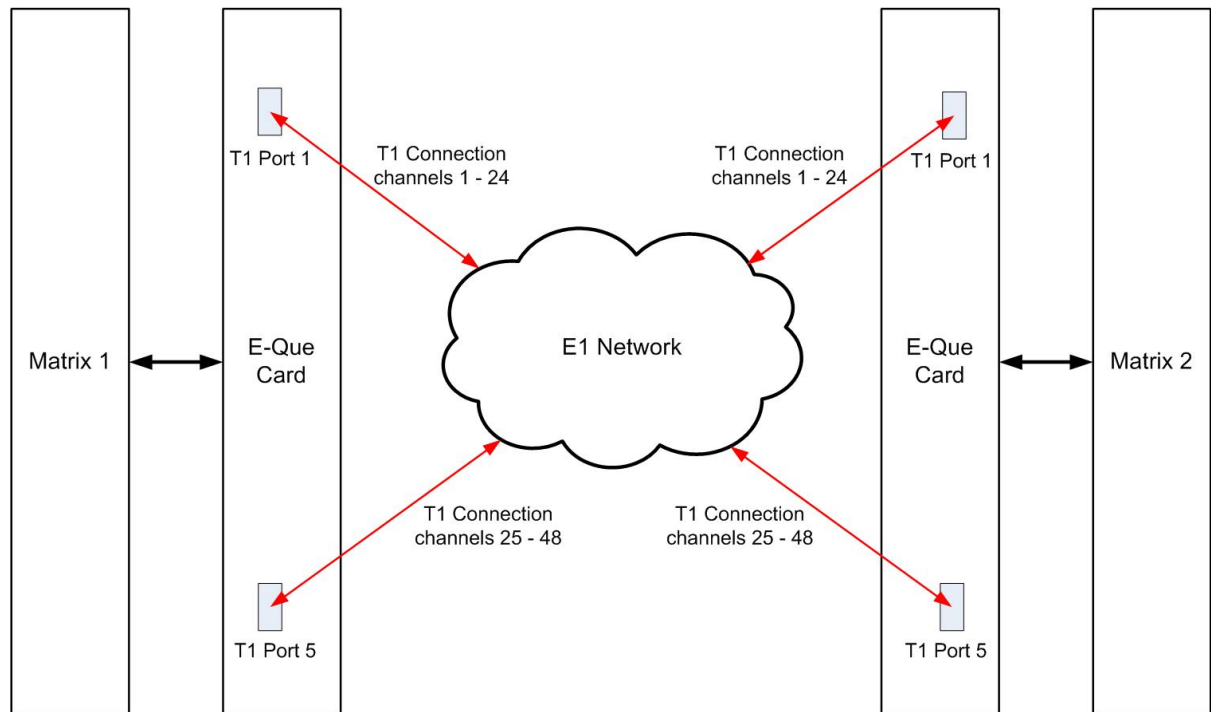 T1 Port 1
T1 Connection
channels 1 - 24
T1 Connection
channels 1 - 24
T1 Port 1
Matrix 1
E-Que
Card
E1 Network
E-Que
Card
Matrix 2
T1 Connection
channels 25 - 48
T1 Connection
channels 25 - 48
T1 Port 5
T1 Port 5